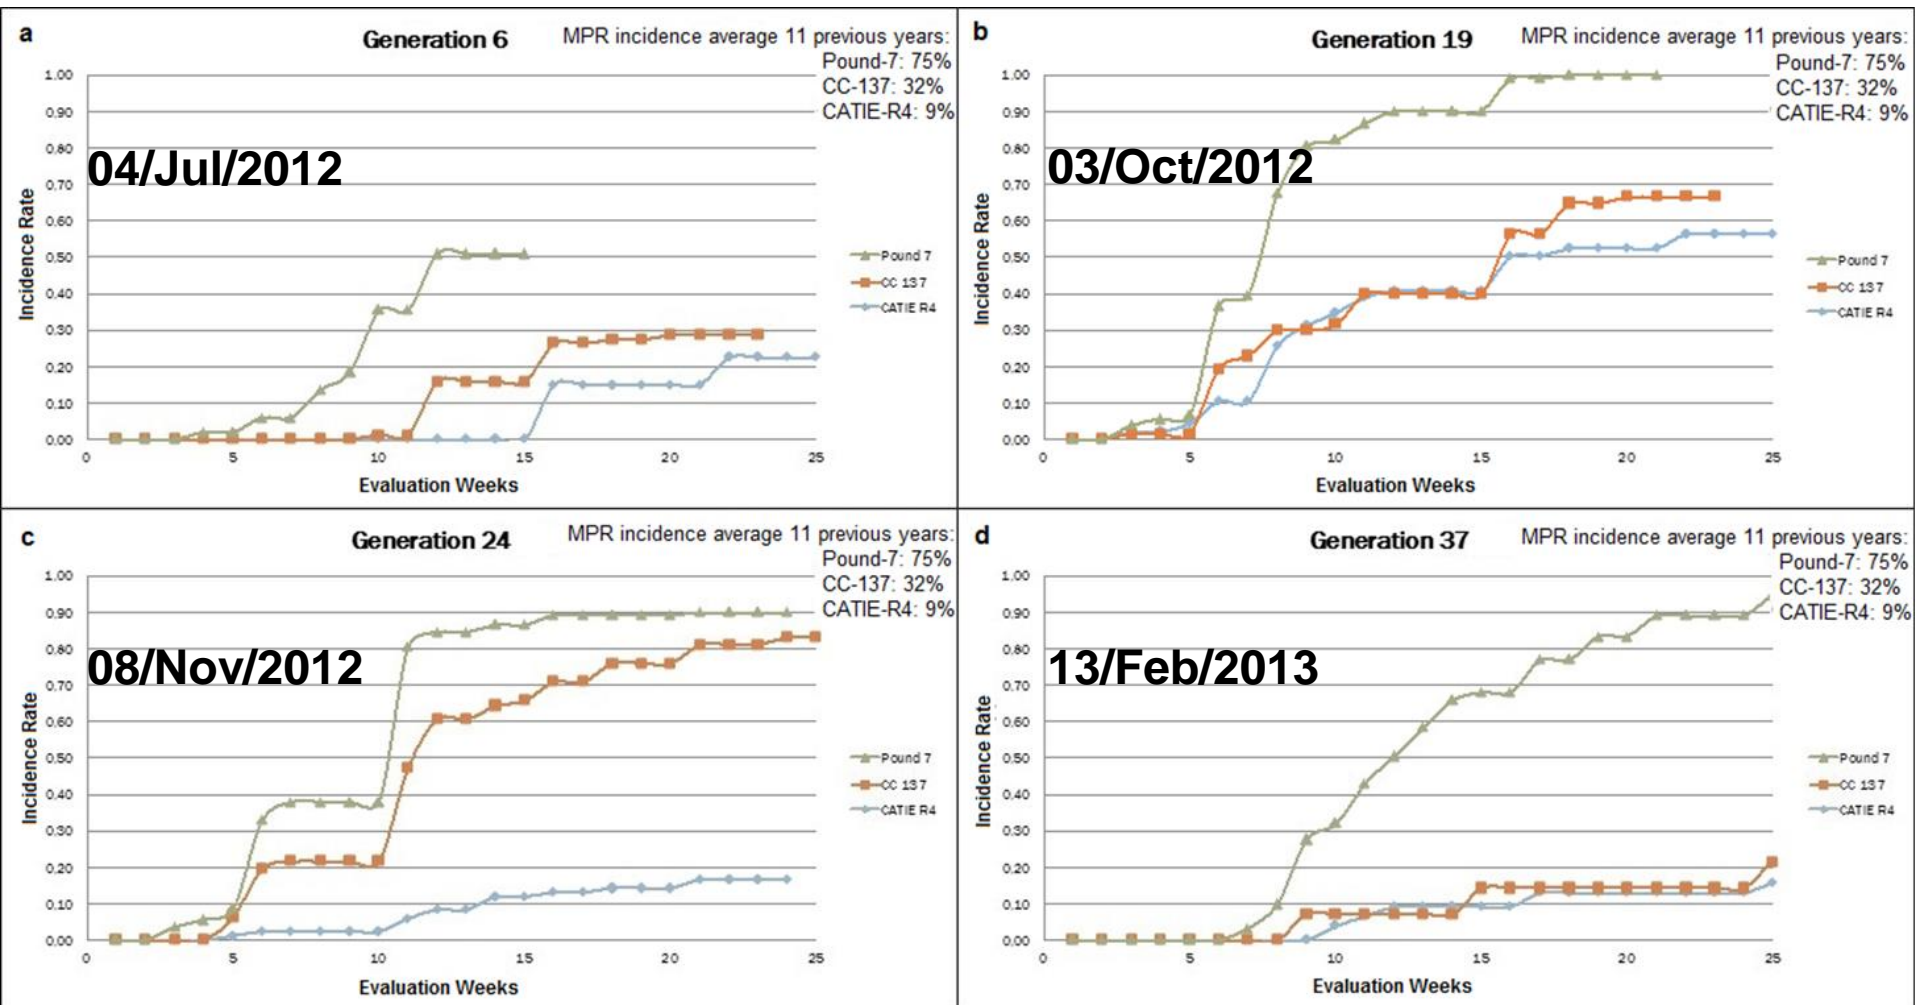 a
Generation 6
MPR incidence average 11 previous years:
Pound-7: 75%
CC-137: 32%
CATIE-R4: 9%
04/Jul/2012
Incidence Rate
1.00
0.90
0.80
0.70
0.60
0.50
0.40
0.30
0.20
0.10
0.00
0 5 10 15 20 25
Evaluation Weeks
Pound 7
CC 137
CATIE R4
b
Generation 19
MPR incidence average 11 previous years:
Pound-7: 75%
CC-137: 32%
CATIE-R4: 9%
03/Oct/2012
Incidence Rate
1.00
0.90
0.80
0.70
0.60
0.50
0.40
0.30
0.20
0.10
0.00
0 5 10 15 20 25
Evaluation Weeks
Pound 7
CC 137
CATIE R4
c
Generation 24
MPR incidence average 11 previous years:
Pound-7: 75%
CC-137: 32%
CATIE-R4: 9%
08/Nov/2012
Incidence Rate
1.00
0.90
0.80
0.70
0.60
0.50
0.40
0.30
0.20
0.10
0.00
0 5 10 15 20 25
Evaluation Weeks
Pound 7
CC 137
CATIE R4
d
Generation 37
MPR incidence average 11 previous years:
Pound-7: 75%
CC-137: 32%
CATIE-R4: 9%
13/Feb/2013
Incidence Rate
1.00
0.90
0.80
0.70
0.60
0.50
0.40
0.30
0.20
0.10
0.00
0 5 10 15 20 25
Evaluation Weeks
Pound 7
CC 137
CATIE R4